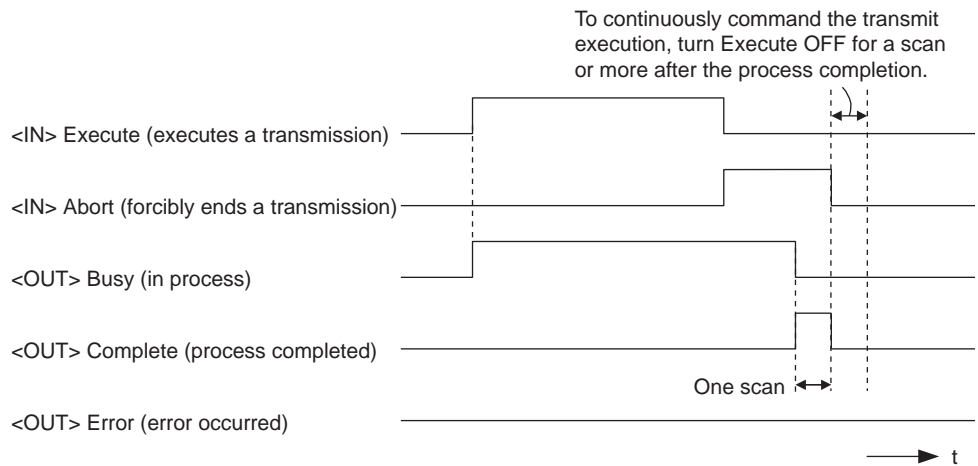 To continuously command the transmit
execution, turn Execute OFF for a scan
or more after the process completion.
<IN> Execute (executes a transmission)
<IN> Abort (forcibly ends a transmission)
<OUT> Busy (in process)
<OUT> Complete (process completed)
One scan
<OUT> Error (error occurred)
t